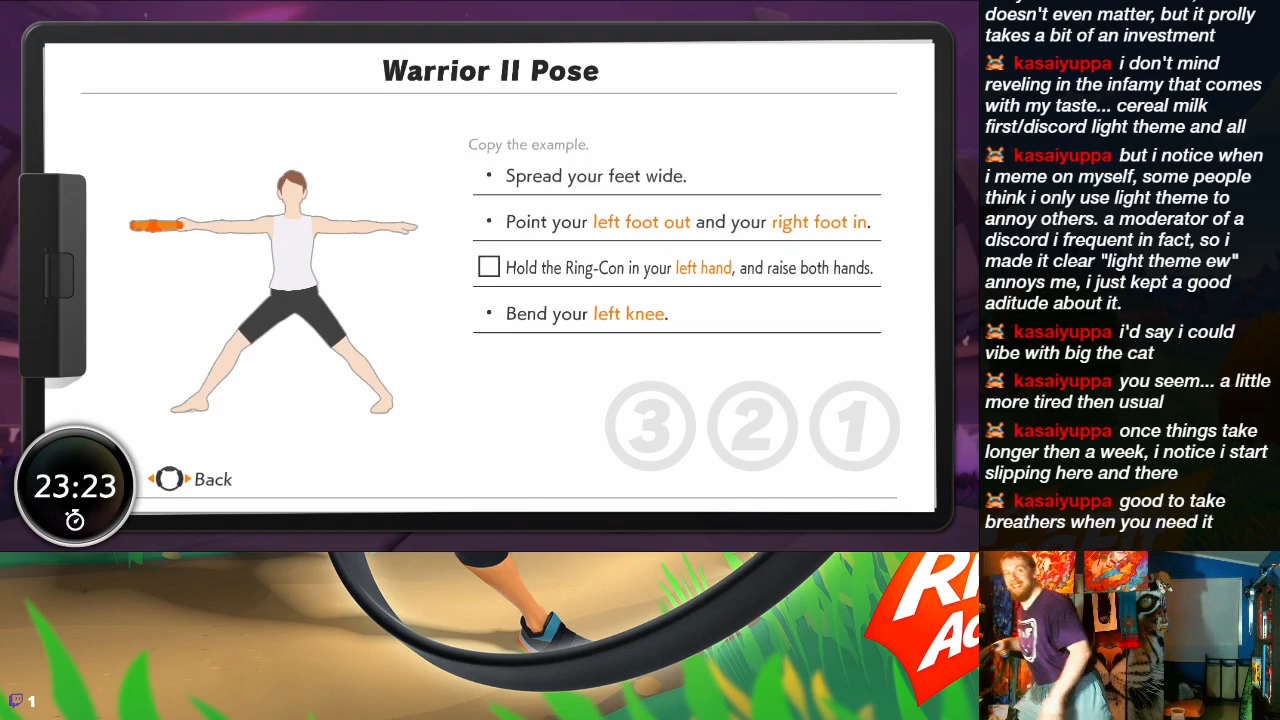 Warrior II Pose
Copy the example.
• Spread your feet wide.
• Point your left foot out and your right foot in.
Hold the Ring-Con in your left hand, and raise both hands.
• Bend your left knee.
3 2 1
23:23
Back
1
doesn't even matter, but it prolly
takes a bit of an investment
kasaiyuppa i don't mind
reveling in the infamy that comes
with my taste... cereal milk
first/discord light theme and all
kasaiyuppa but i notice when
i meme on myself, some people
think i only use light theme to
annoy others. a moderator of a
discord i frequent in fact, so i
made it clear "light theme ew"
annoys me, i just kept a good
aditude about it.
kasaiyuppa i'd say i could
vibe with big the cat
kasaiyuppa you seem... a little
more tired then usual
kasaiyuppa once things take
longer then a week, i notice i start
slipping here and there
kasaiyuppa good to take
breathers when you need it